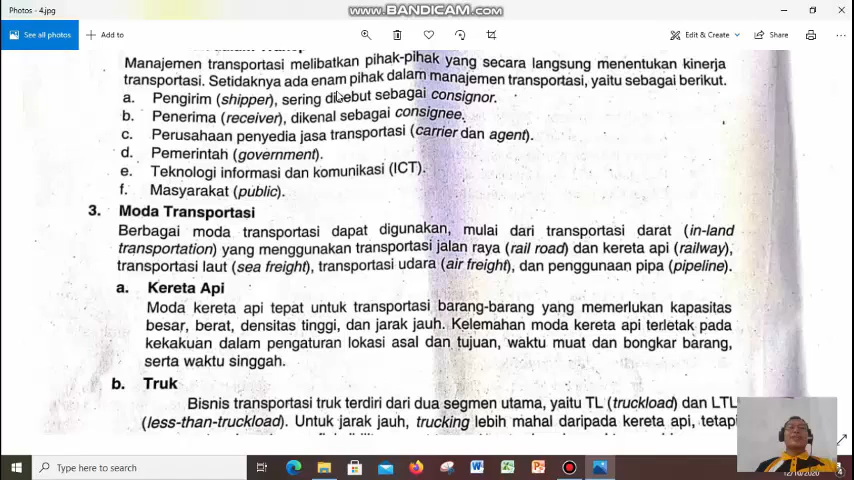 Photos - 4.jpg
www.BANDICAM.com
See all photos
Add to
Edit & Create
Share
Manajemen transportasi melibatkan pihak-pihak yang secara langsung menentukan kinerja
transportasi. Setidaknya ada enam pihak dalam manajemen transportasi, yaitu sebagai berikut.
a. Pengirim (shipper), sering disebut sebagai consignor.
b. Penerima (receiver), dikenal sebagai consignee.
c. Perusahaan penyedia jasa transportasi (carrier dan agent).
d. Pemerintah (government).
e. Teknologi informasi dan komunikasi (ICT).
f. Masyarakat (public).
3. Moda Transportasi
Berbagai moda transportasi dapat digunakan, mulai dari transportasi darat (in-land
transportation) yang menggunakan transportasi jalan raya (rail road) dan kereta api (railway),
transportasi laut (sea freight), transportasi udara (air freight), dan penggunaan pipa (pipeline).
a. Kereta Api
Moda kereta api tepat untuk transportasi barang-barang yang memerlukan kapasitas
besar, berat, densitas tinggi, dan jarak jauh. Kelemahan moda kereta api terletak pada
kekakuan dalam pengaturan lokasi asal dan tujuan, waktu muat dan bongkar barang,
serta waktu singgah.
b. Truk
Bisnis transportasi truk terdiri dari dua segmen utama, yaitu TL (truckload) dan LTL
(less-than-truckload). Untuk jarak jauh, trucking lebih mahal daripada kereta api, tetapi
Type here to search
12/10/2020